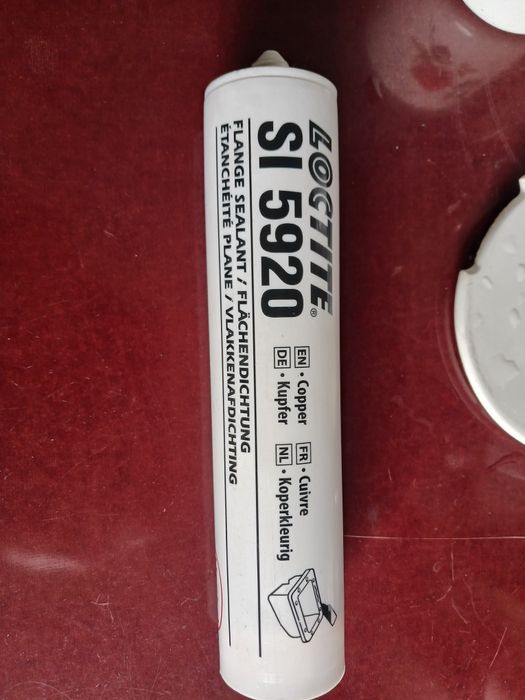 LOCTITE®
SI 5920
EN • Copper FR • Cuivre
DE • Kupfer NL • Koperkleurig
FLANGE SEALANT / FLÄCHENDICHTUNG
ÉTANCHÉITÉ PLANE / VLAKKENAFDICHTING